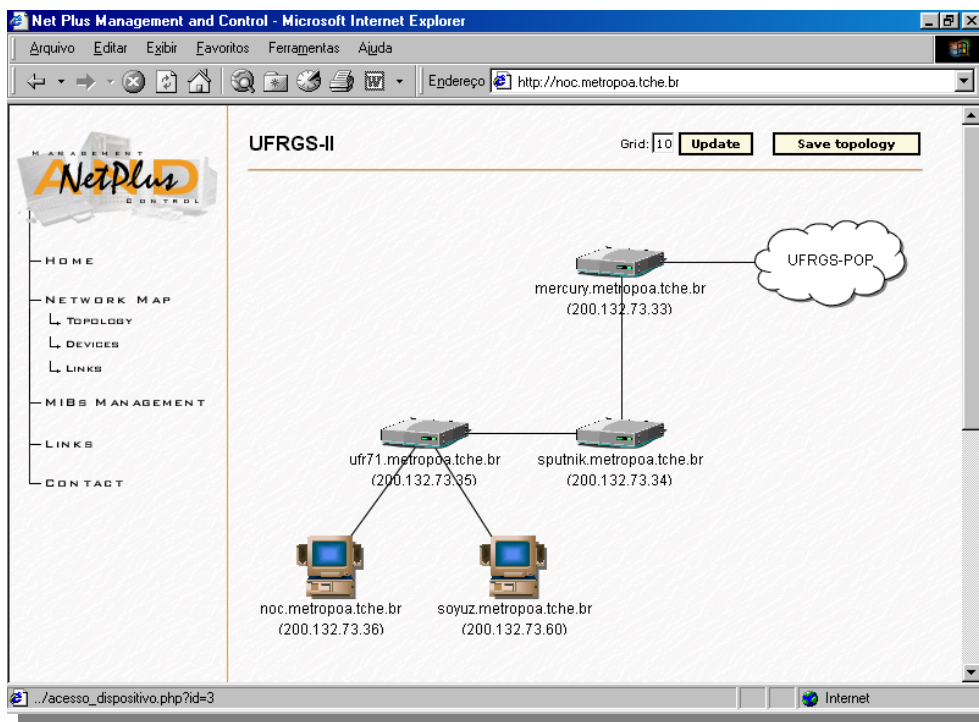 Net Plus Management and Control - Microsoft Internet Explorer
Arquivo Editar Exibir Favoritos Ferramentas Ajuda
Endereço http://noc.metropoa.tche.br
MANAGEMENT
AND
NetPlus
CONTROL
HOME
NETWORK MAP
TOPOLOGY
DEVICES
LINKS
MIBS MANAGEMENT
LINKS
CONTACT
UFRGS-II
Grid: 10 Update Save topology
UFRGS-POP
mercury.metropoa.tche.br
(200.132.73.33)
ufr71.metropoa.tche.br
(200.132.73.35)
sputnik.metropoa.tche.br
(200.132.73.34)
noc.metropoa.tche.br
(200.132.73.36)
soyuz.metropoa.tche.br
(200.132.73.60)
../acesso_dispositivo.php?id=3
Internet